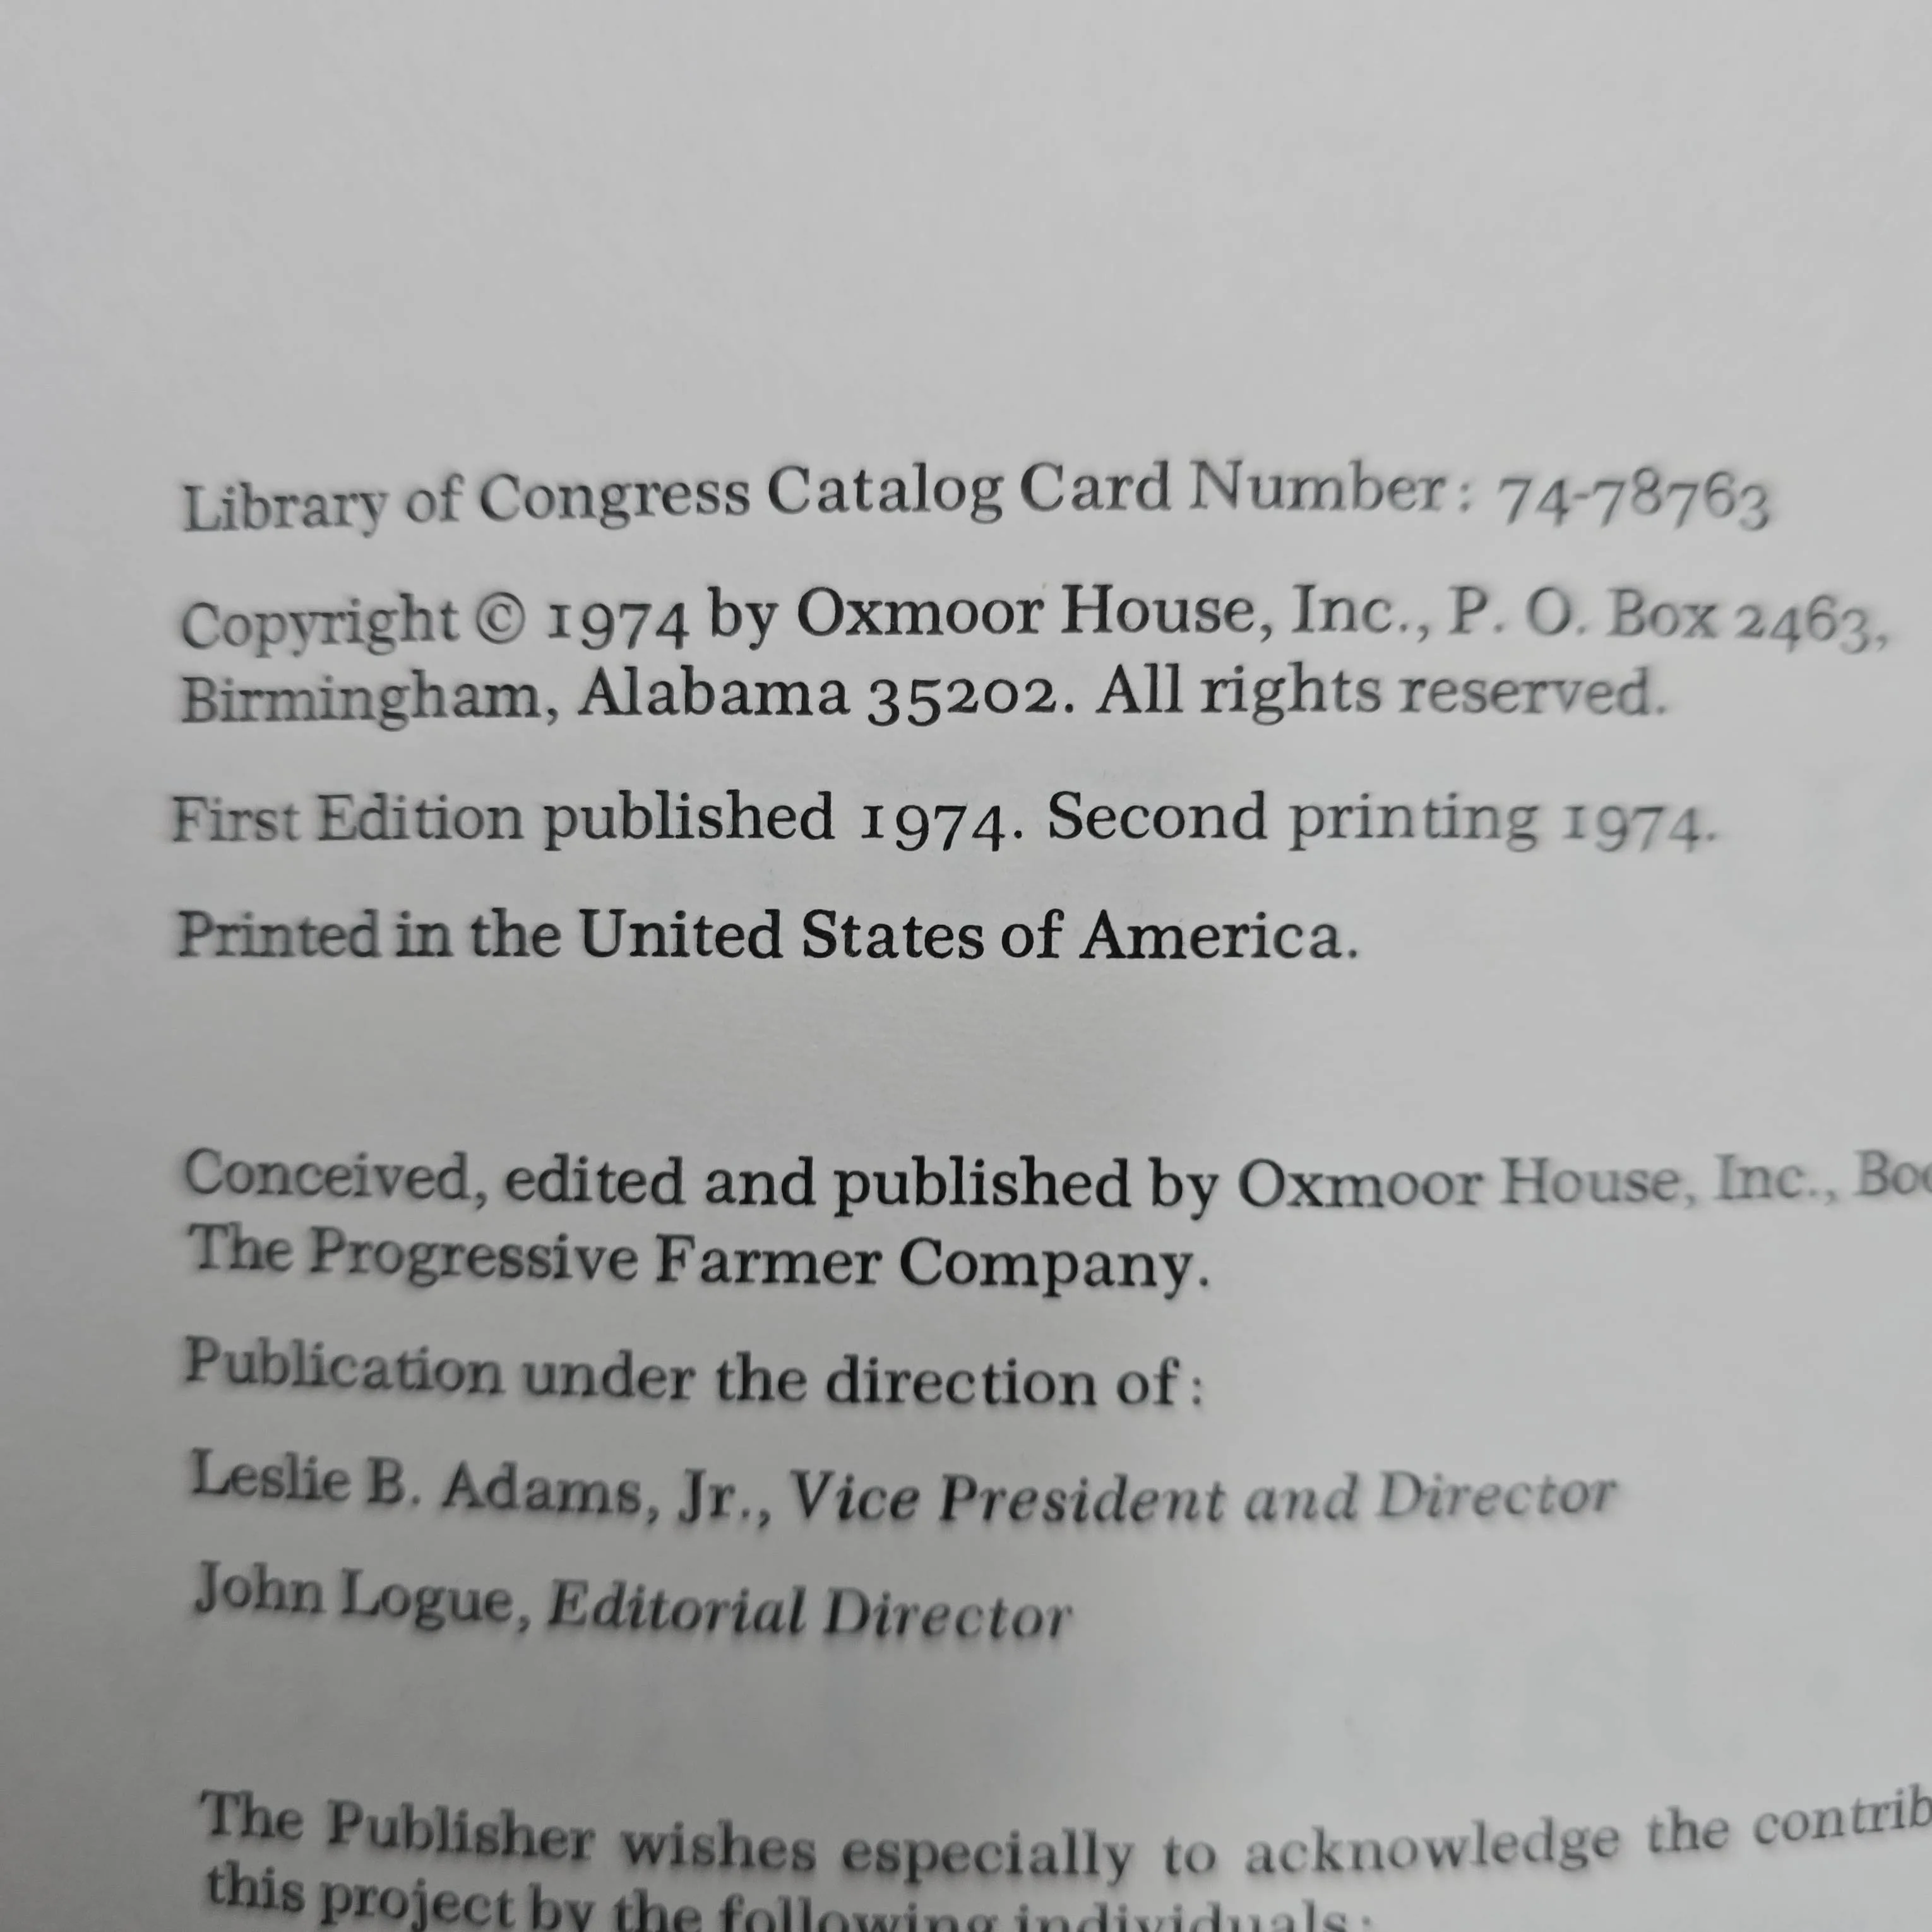 Library of Congress Catalog Card Number: 74-78763
Copyright © 1974 by Oxmoor House, Inc., P. O. Box 2463,
Birmingham, Alabama 35202. All rights reserved.
First Edition published 1974. Second printing 1974.
Printed in the United States of America.
Conceived, edited and published by Oxmoor House, Inc.,
The Progressive Farmer Company.
Publication under the direction of:
Leslie B. Adams, Jr., Vice President and Director
John Logue, Editorial Director
The Publisher wishes especially to acknowledge the
this project by the following individuals: